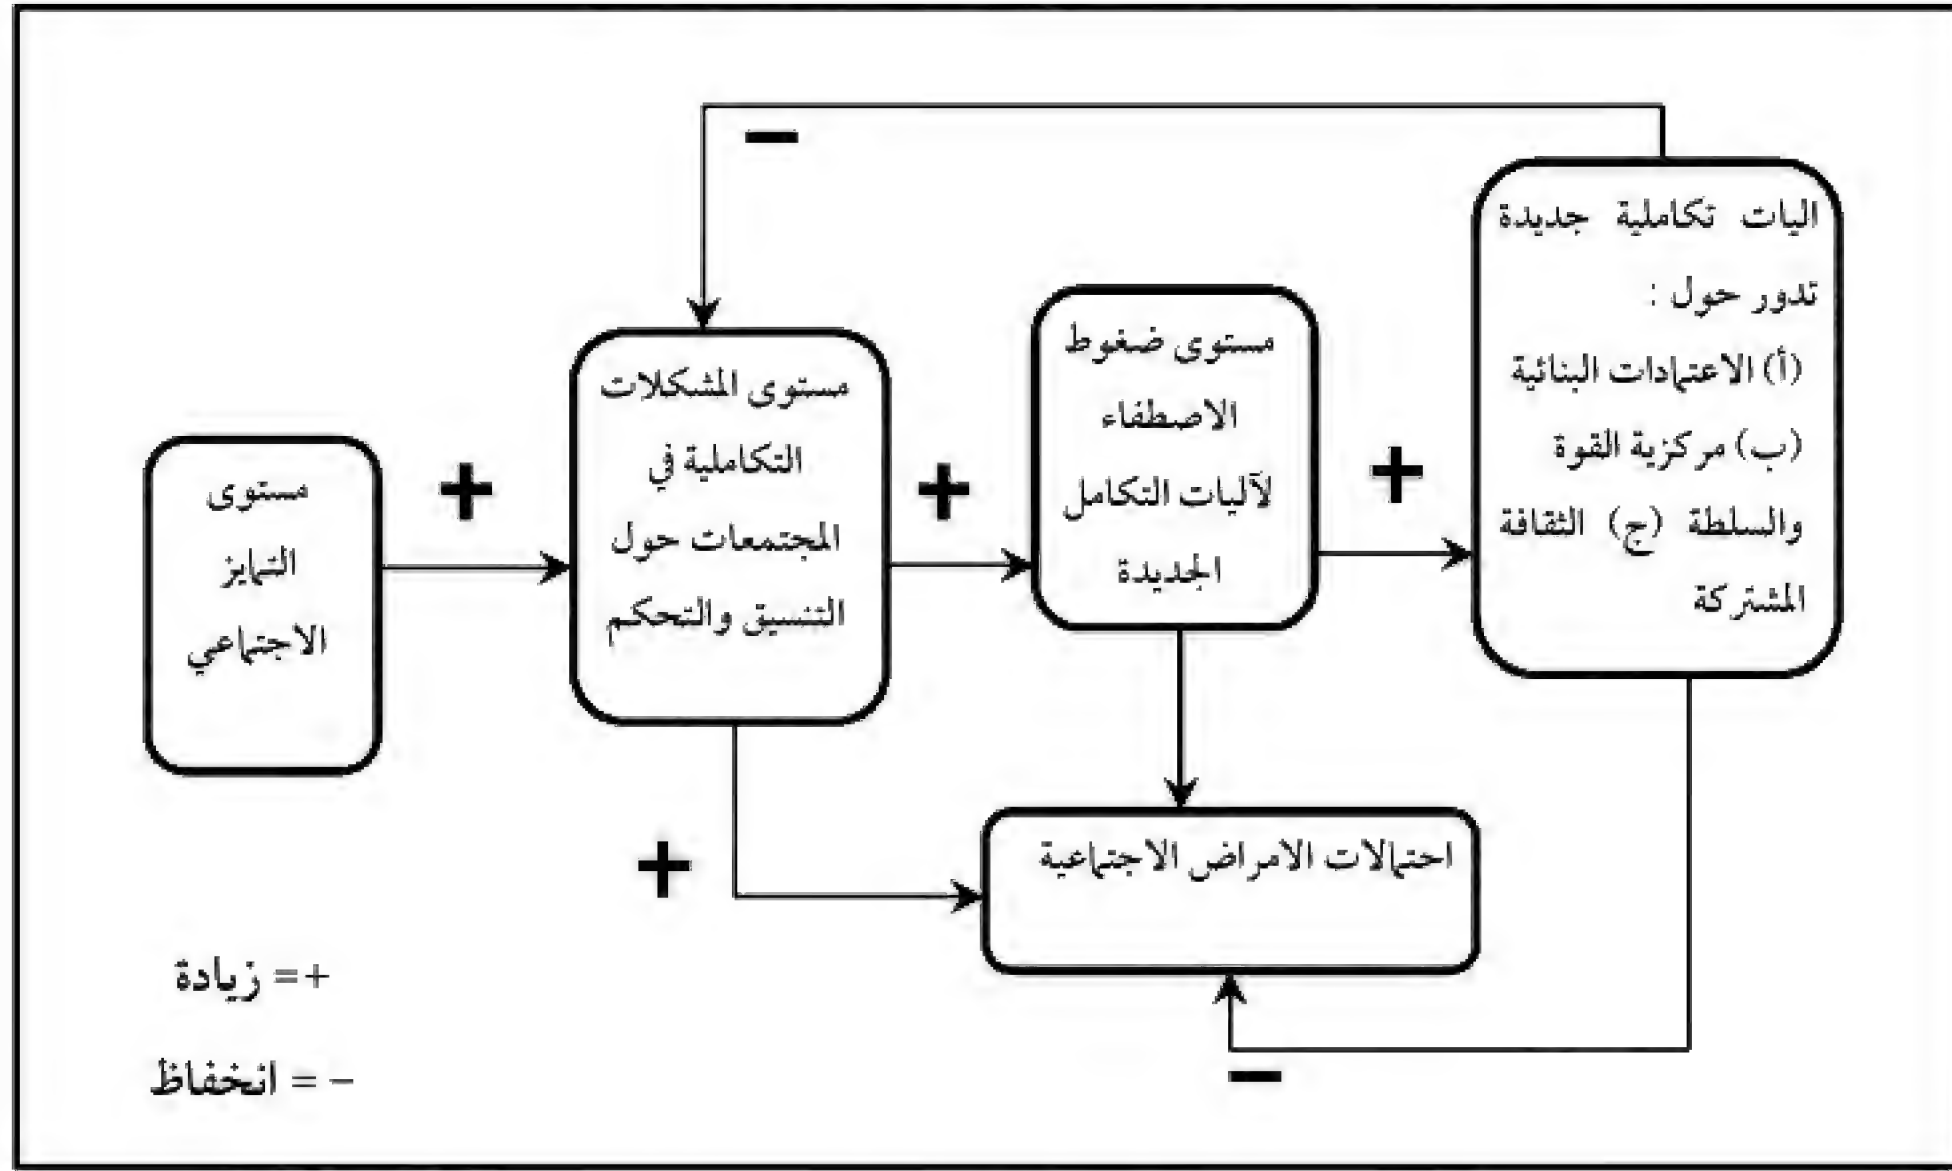 اليات تكاملية جديدة
تدور حول :
(أ) الاعتمادات البنائية
(ب) مركزية القوة
والسلطة (ج) الثقافة
المشتركة
مستوى ضغوط
الاصطفاء
لآليات التكامل
الجديدة
مستوى المشكلات
التكاملية في
المجتمعات حول
التنسيق والتحكم
مستوى
التمايز
الاجتماعي
+
+
+
+
−
−
احتمالات الامراض الاجتماعية
+= زيادة
− = انخفاظ